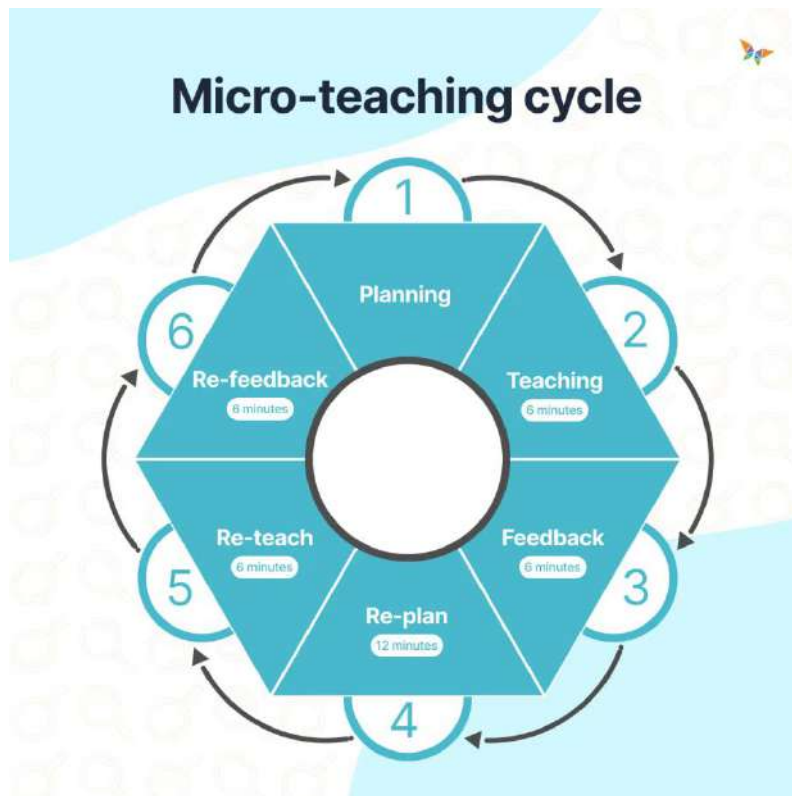 Micro-teaching cycle
1
Planning
2
Teaching
6 minutes
3
Feedback
6 minutes
4
Re-plan
12 minutes
5
Re-teach
6 minutes
6
Re-feedback
6 minutes